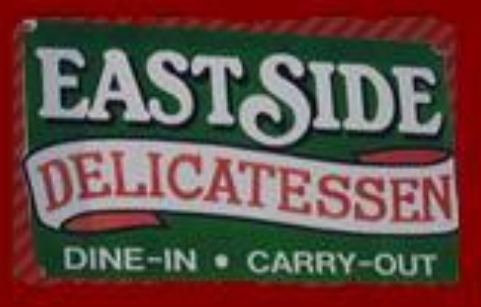 EAST SIDE
DELICATESSEN
DINE-IN • CARRY-OUT